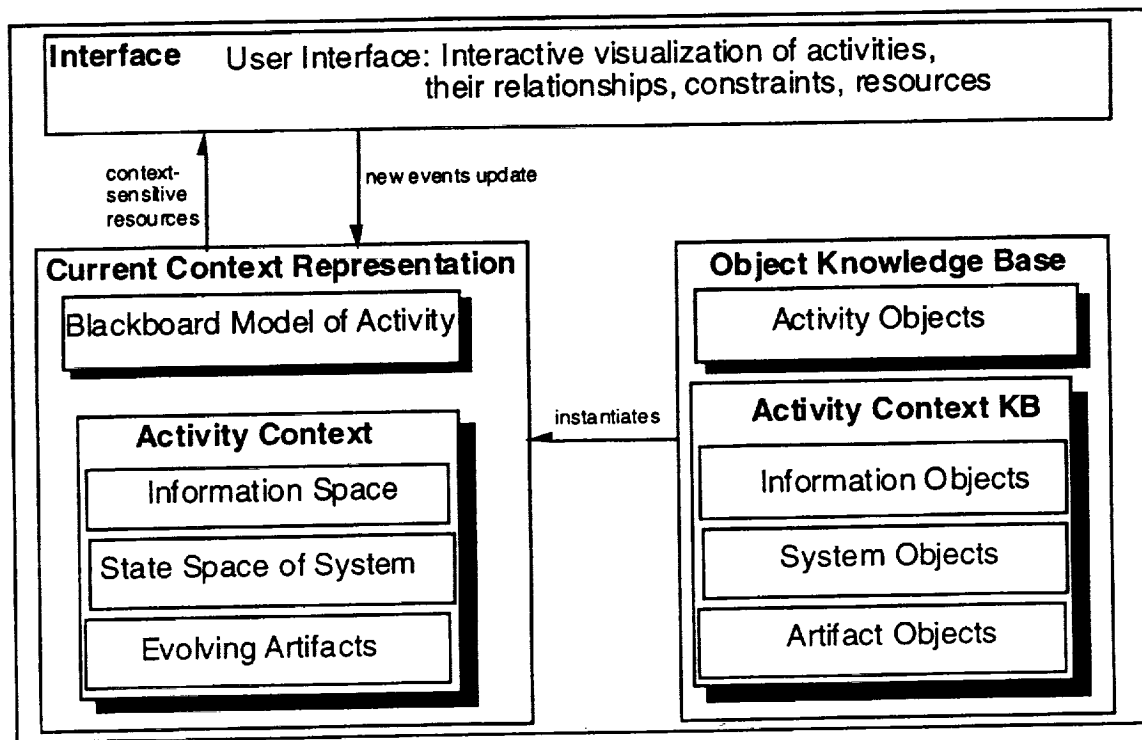 Interface User Interface: Interactive visualization of activities,
their relationships, constraints, resources
context-
sensitive
resources
new events update
Current Context Representation
Blackboard Model of Activity
Activity Context
Information Space
State Space of System
Evolving Artifacts
instantiates
Object Knowledge Base
Activity Objects
Activity Context KB
Information Objects
System Objects
Artifact Objects